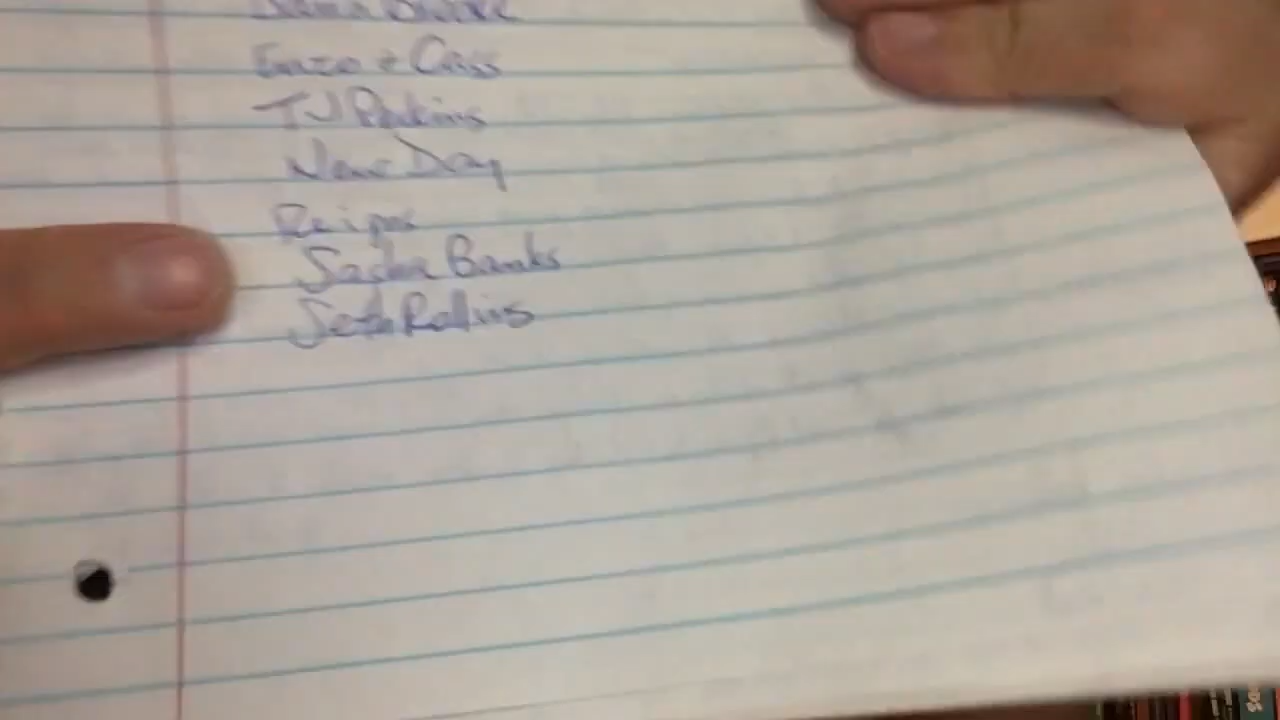 Enzo + Cass
TJ Perkins
New Day
Reigns
Sasha Banks
Seth Rollins